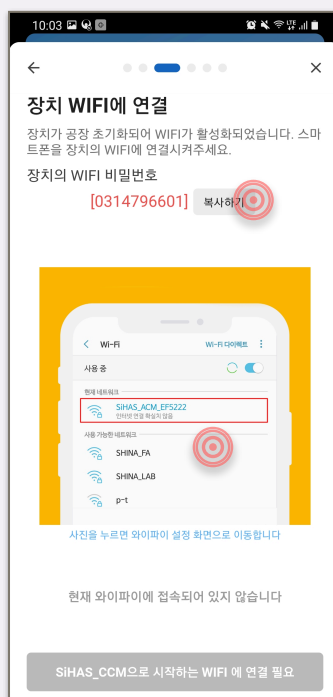 10:03
LTE
장치 WIFI에 연결
장치가 공장 초기화되어 WIFI가 활성화되었습니다. 스마
트폰을 장치의 WIFI에 연결시켜주세요.
장치의 WIFI 비밀번호
[0314796601] 복사하기
Wi-Fi Wi-Fi 다이렉트
사용 중
현재 네트워크
SiHAS_ACM_EF5222
인터넷 연결 확실치 않음
사용 가능한 네트워크
SHINA_FA
SHINA_LAB
p-t
사진을 누르면 와이파이 설정 화면으로 이동합니다
현재 와이파이에 접속되어 있지 않습니다
SiHAS_CCM으로 시작하는 WIFI 에 연결 필요